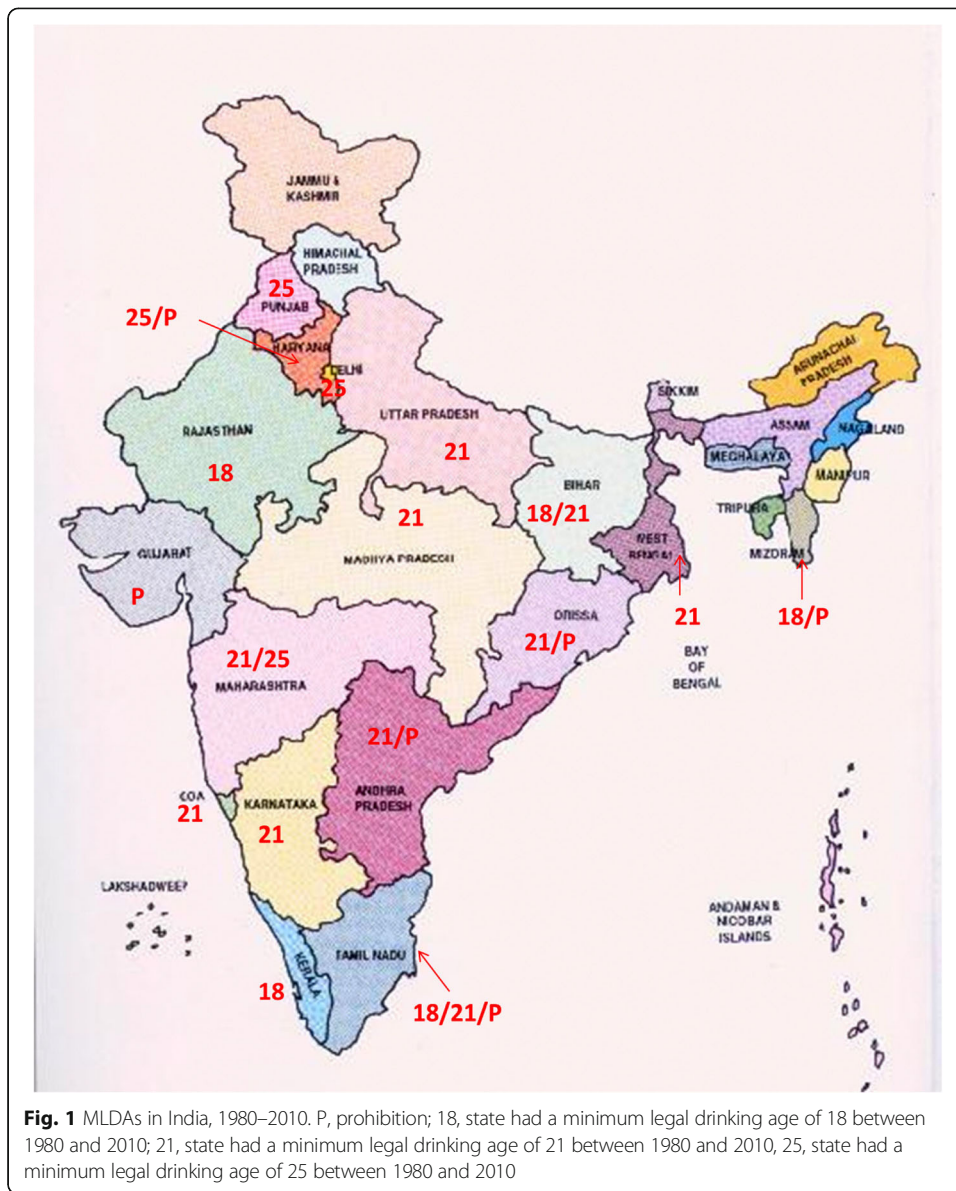 JAMMU &
KASHMIR
HIMACHAL
PRADESH
25
PUNJAB
25/P
HARYANA
DELHI
25
UTTAR PRADESH
21
RAJASTHAN
18
ARUNACHAL
PRADESH
SIKKIM
ASSAM
NAGALAND
MEGHALAYA
MANIPUR
BIHAR
18/21
TRIPURA
MIZORAM
18/P
GUJARAT
P
21
MADHYA PRADESH
WEST
BENGAL
21
ORISSA
21/P
BAY
OF
BENGAL
21/25
MAHARASHTRA
21/P
ANDHRA
PRADESH
GOA
21
KARNATAKA
21
LAKSHADWEEP
ANDAMAN &
NICOBAR
ISLANDS
KERALA
18
TAMIL NADU
18/21/P
Fig. 1 MLDAs in India, 1980–2010. P, prohibition; 18, state had a minimum legal drinking age of 18 between
1980 and 2010; 21, state had a minimum legal drinking age of 21 between 1980 and 2010, 25, state had a
minimum legal drinking age of 25 between 1980 and 2010